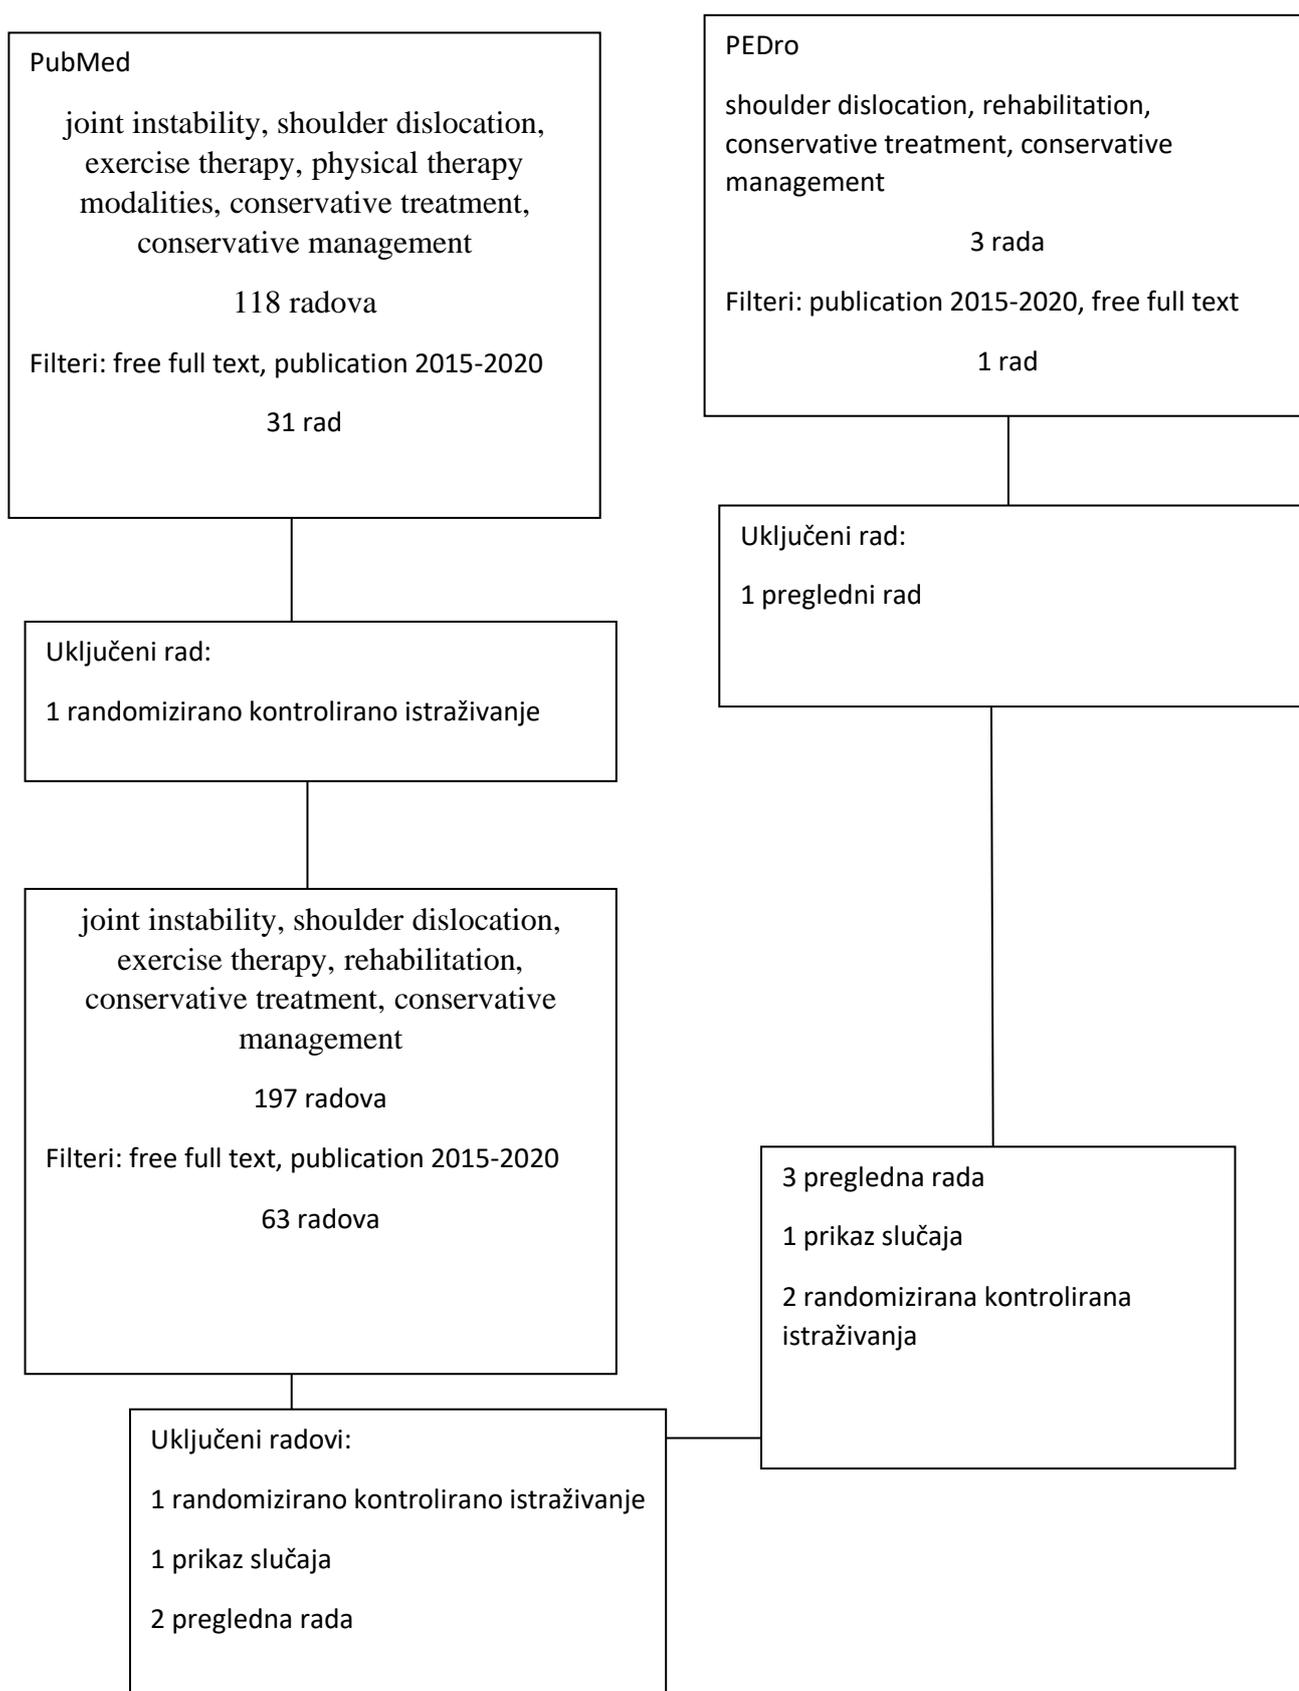 PubMed
joint instability, shoulder dislocation,
exercise therapy, physical therapy
modalities, conservative treatment,
conservative management
118 radova
Filteri: free full text, publication 2015-2020
31 rad
PEDro
shoulder dislocation, rehabilitation,
conservative treatment, conservative
management
3 rada
Filteri: publication 2015-2020, free full text
1 rad
Uključeni rad:
1 pregledni rad
Uključeni rad:
1 randomizirano kontrolirano istraživanje
joint instability, shoulder dislocation,
exercise therapy, rehabilitation,
conservative treatment, conservative
management
197 radova
Filteri: free full text, publication 2015-2020
63 radova
3 pregledna rada
1 prikaz slučaja
2 randomizirana kontrolirana
istraživanja
Uključeni radovi:
1 randomizirano kontrolirano istraživanje
1 prikaz slučaja
2 pregledna rada